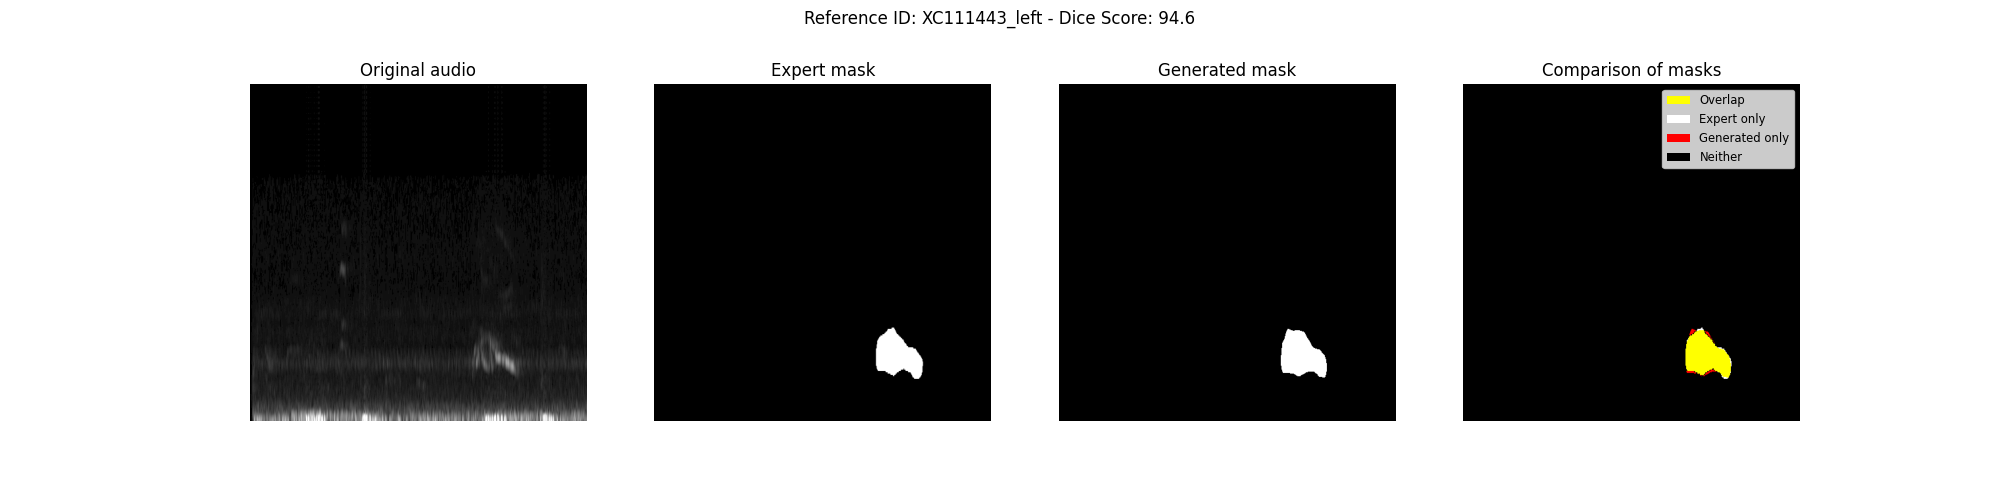 Reference ID: XC111443_left - Dice Score: 94.6
Original audio
Expert mask
Generated mask
Comparison of masks
Overlap
Expert only
Generated only
Neither